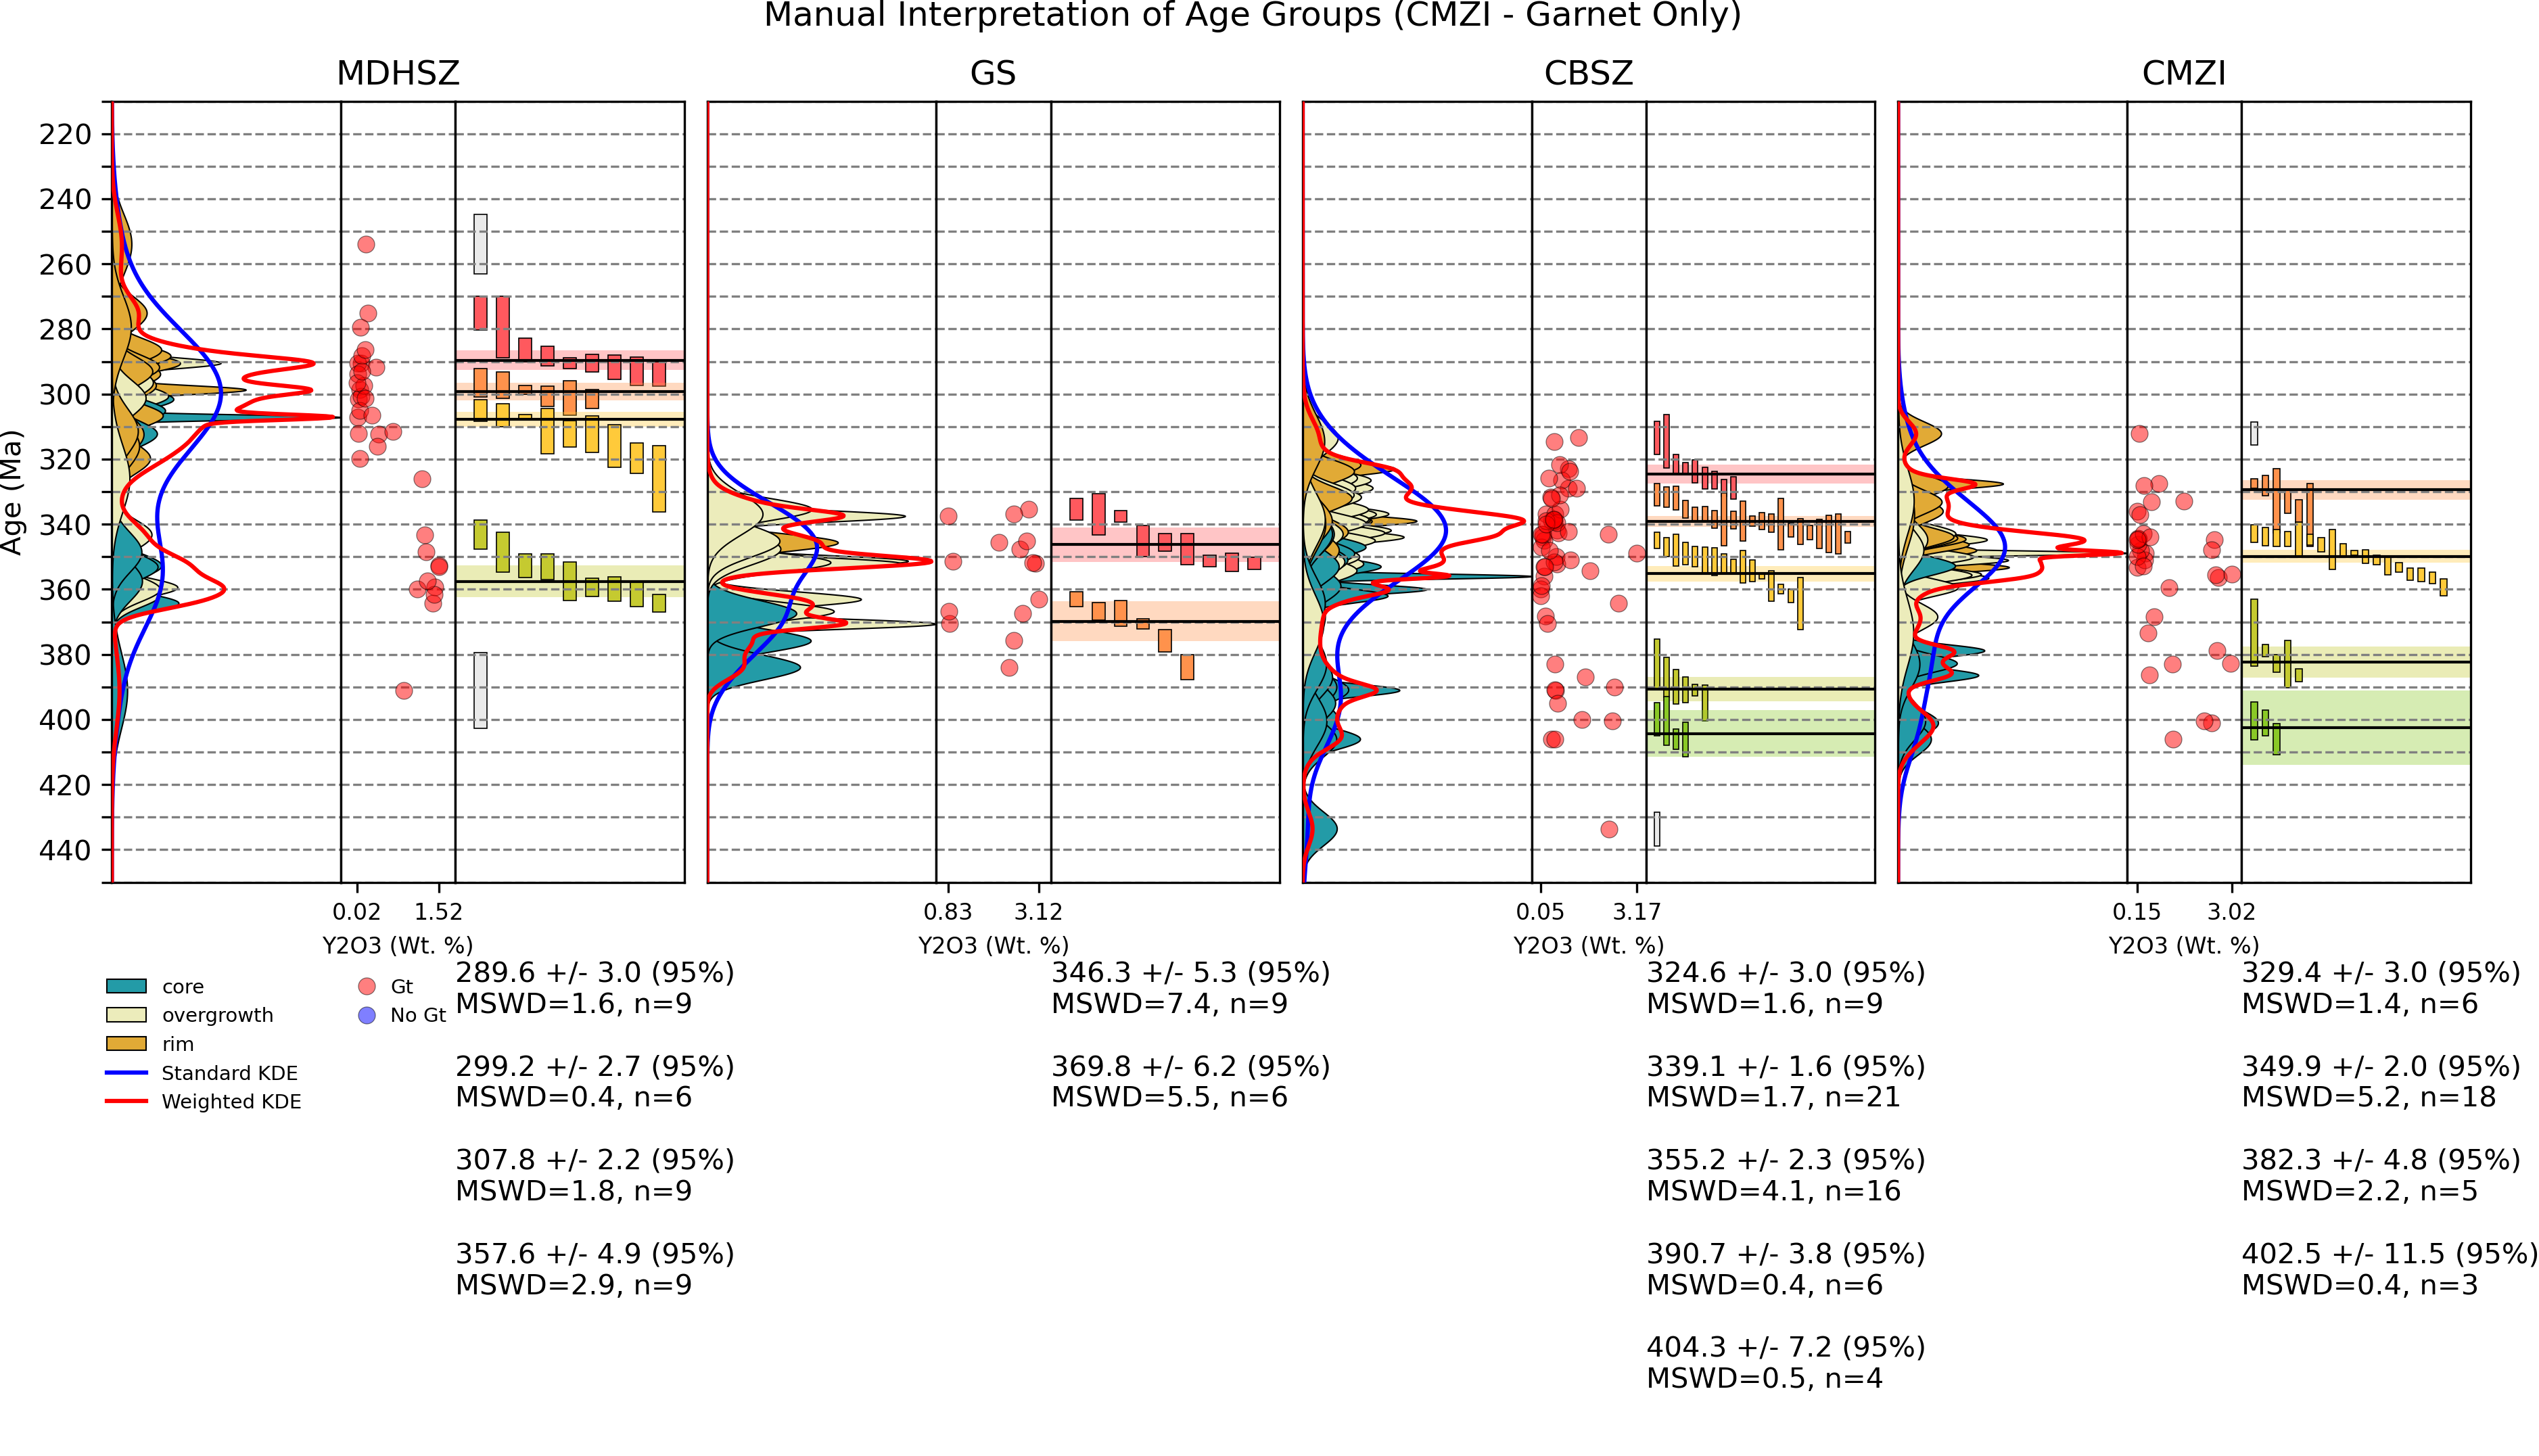 Manual Interpretation of Age Groups (CMZI - Garnet Only)
MDHSZ
GS
CBSZ
CMZI
Age (Ma)
220
240
260
280
300
320
340
360
380
400
420
440
0.02 1.52
Y2O3 (Wt. %)
0.83 3.12
Y2O3 (Wt. %)
0.05 3.17
Y2O3 (Wt. %)
0.15 3.02
Y2O3 (Wt. %)
core
overgrowth
rim
Standard KDE
Weighted KDE
Gt
No Gt
289.6 +/- 3.0 (95%)
MSWD=1.6, n=9
299.2 +/- 2.7 (95%)
MSWD=0.4, n=6
307.8 +/- 2.2 (95%)
MSWD=1.8, n=9
357.6 +/- 4.9 (95%)
MSWD=2.9, n=9
346.3 +/- 5.3 (95%)
MSWD=7.4, n=9
369.8 +/- 6.2 (95%)
MSWD=5.5, n=6
324.6 +/- 3.0 (95%)
MSWD=1.6, n=9
339.1 +/- 1.6 (95%)
MSWD=1.7, n=21
355.2 +/- 2.3 (95%)
MSWD=4.1, n=16
390.7 +/- 3.8 (95%)
MSWD=0.4, n=6
404.3 +/- 7.2 (95%)
MSWD=0.5, n=4
329.4 +/- 3.0 (95%)
MSWD=1.4, n=6
349.9 +/- 2.0 (95%)
MSWD=5.2, n=18
382.3 +/- 4.8 (95%)
MSWD=2.2, n=5
402.5 +/- 11.5 (95%)
MSWD=0.4, n=3